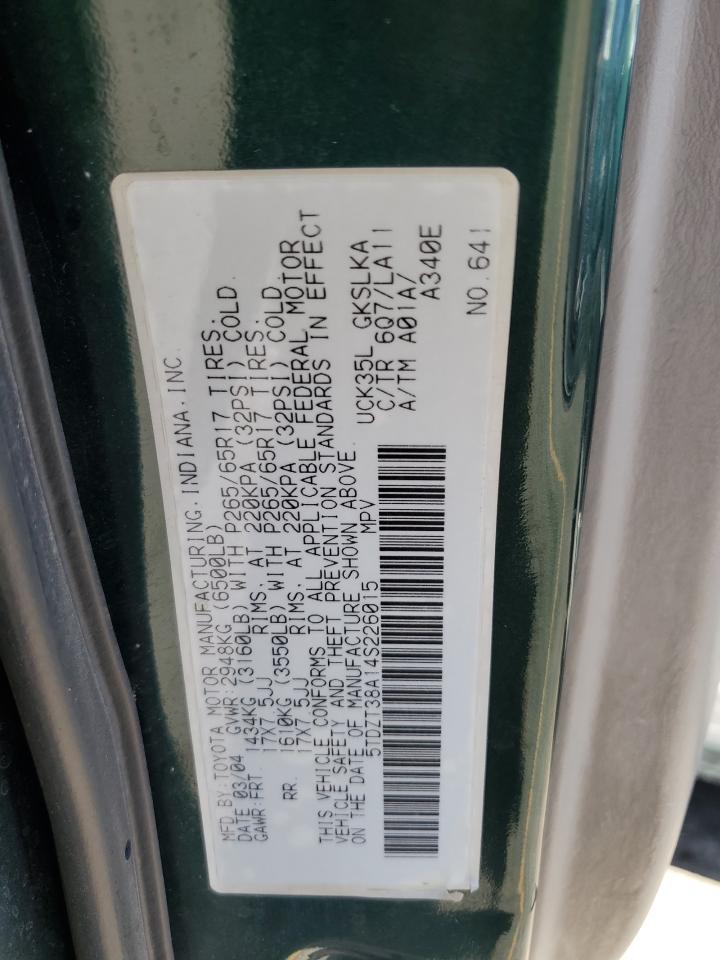 MFD.BY:TOYOTA MOTOR MANUFACTURING.INDIANA.INC.
DATE 03/04 GVWR:2948KG (6500LB)
GAWR:FRT. 1434KG (3160LB) WITH P265/65R17 TIRES.
17X7.5JJ RIMS. AT 220KPA (32PSI) COLD.
RR. 1610KG (3550LB) WITH P265/65R17 TIRES.
17X7.5JJ RIMS. AT 220KPA (32PSI) COLD.
THIS VEHICLE CONFORMS TO ALL APPLICABLE FEDERAL MOTOR
VEHICLE SAFETY AND THEFT PREVENTION STANDARDS IN EFFECT
ON THE DATE OF MANUFACTURE SHOWN ABOVE.
5TDZT38A14S226015 MPV
UCK35L GKSLKA
C/TR 6Q7/LA11
A/TM A01A/
A340E
NO.641